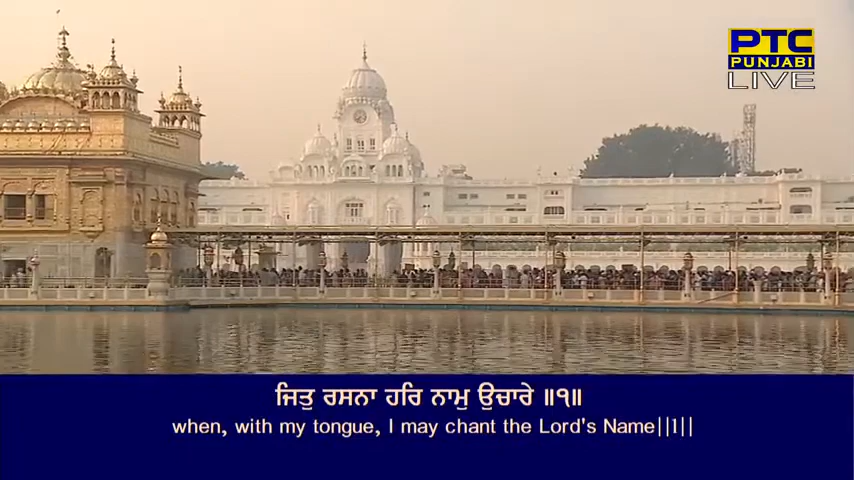 PTC
PUNJABI
LIVE
ਜਿਤੁ ਰਸਨਾ ਹਰਿ ਨਾਮੁ ਉਚਾਰੇ ॥੧॥
when, with my tongue, I may chant the Lord's Name||1||